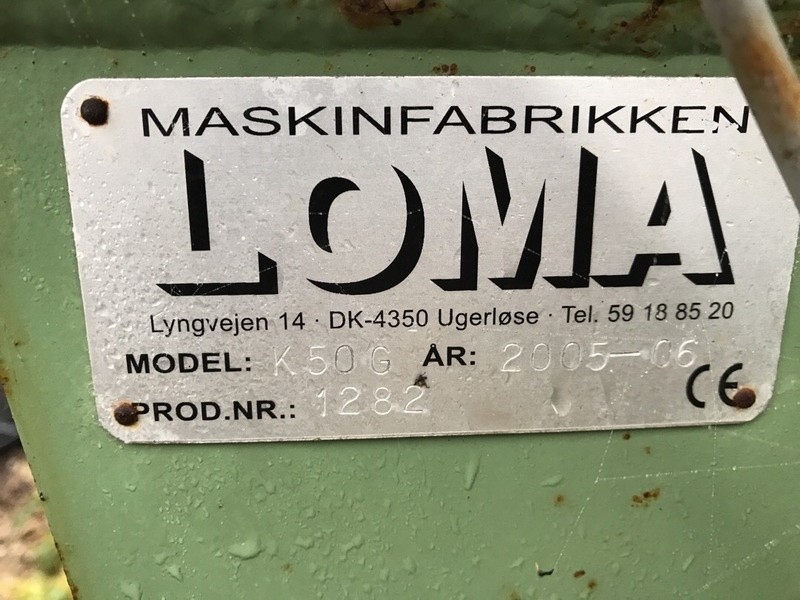 MASKINFABRIKKEN
LOMA
Lyngvejen 14 · DK-4350 Ugerløse · Tel. 59 18 85 20
MODEL: K50G ÅR: 2005-06
PROD.NR.: 1282 CE